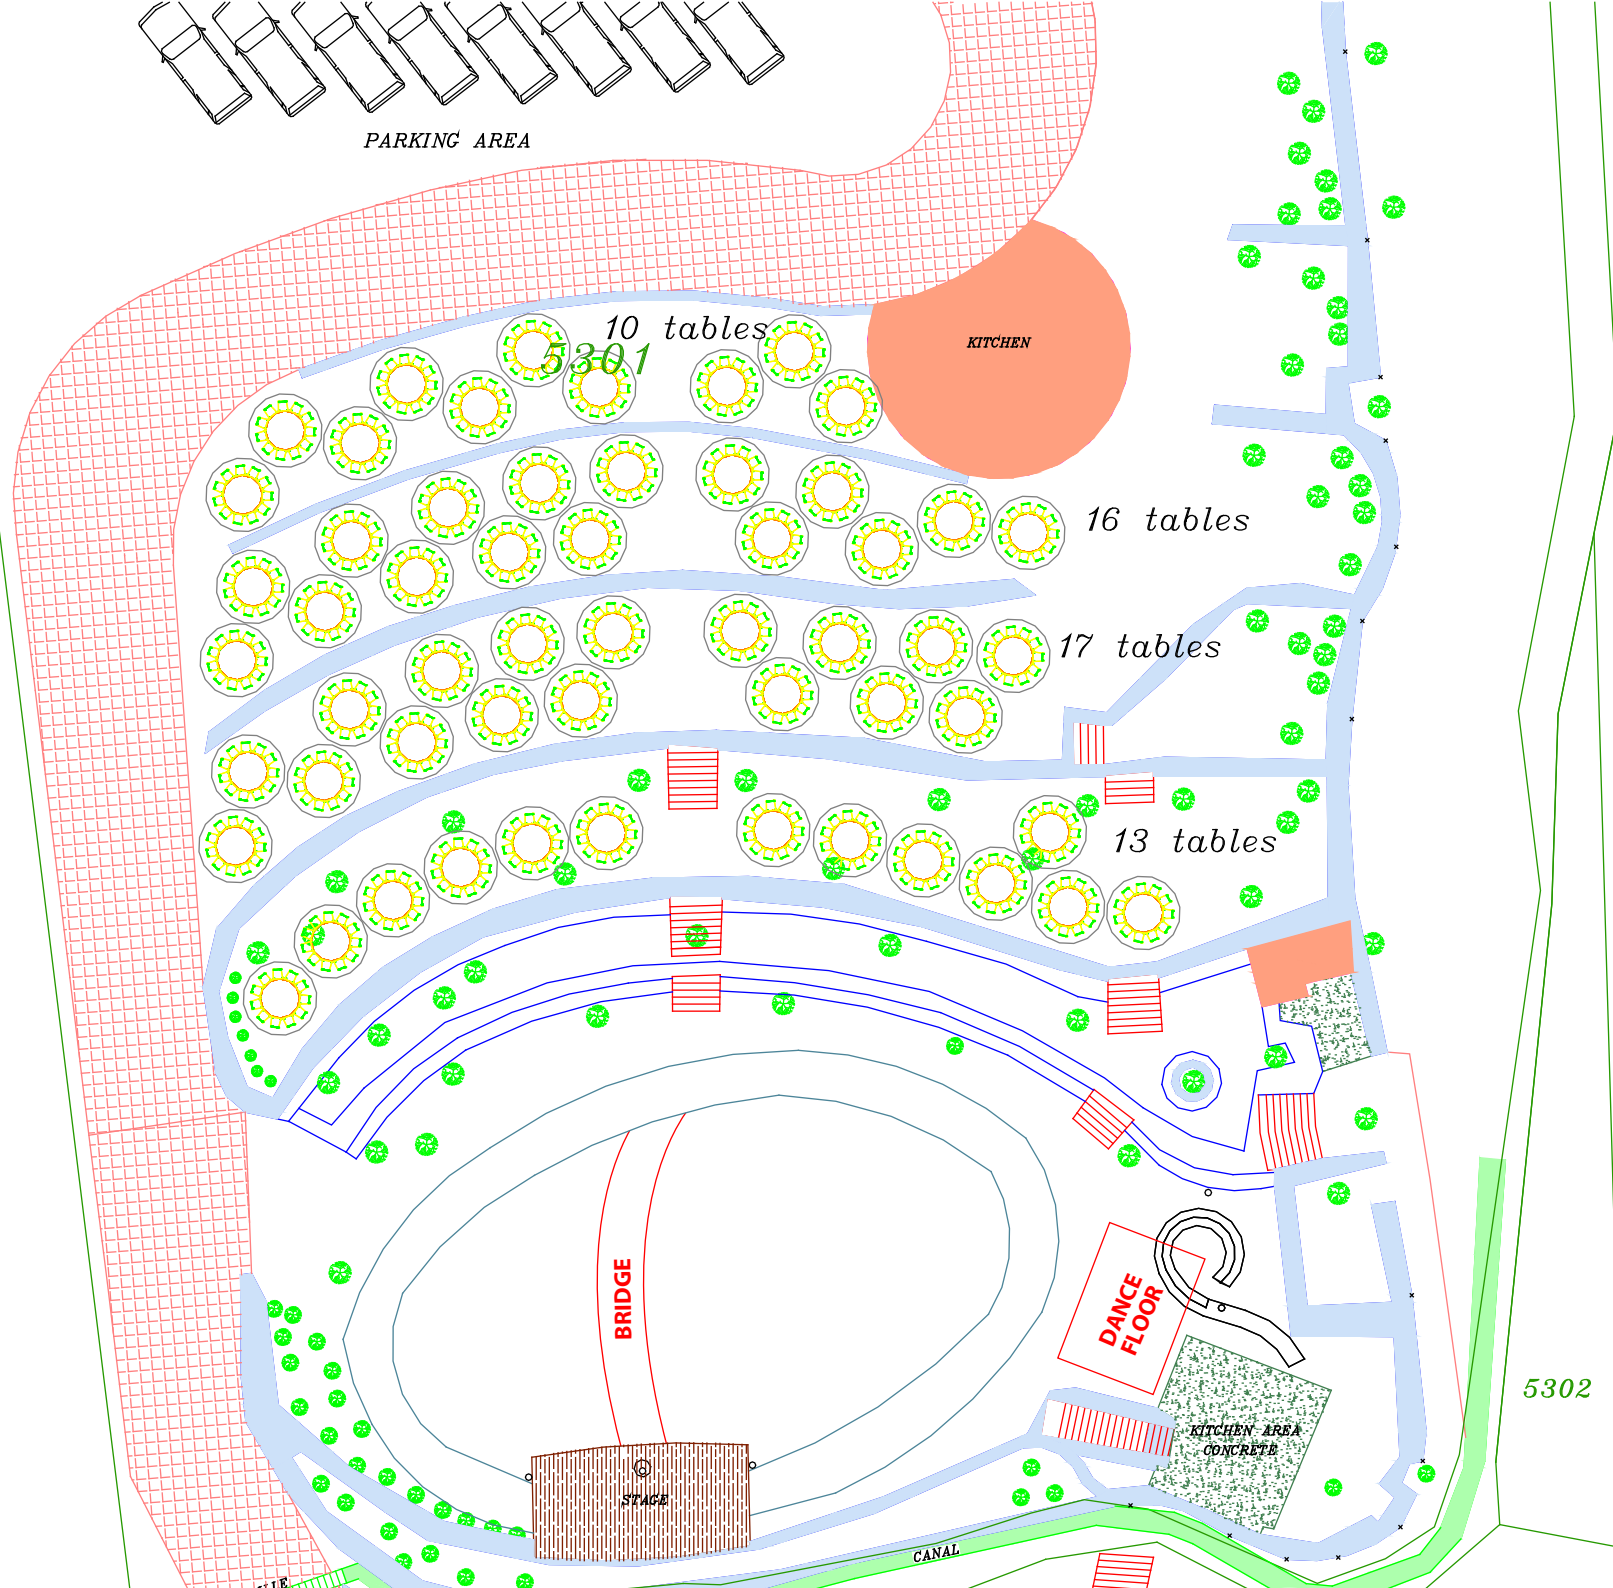 PARKING AREA
10 tables
5301
KITCHEN
16 tables
17 tables
13 tables
BRIDGE
DANCE
FLOOR
5302
KITCHEN AREA
CONCRETE
STAGE
CANAL